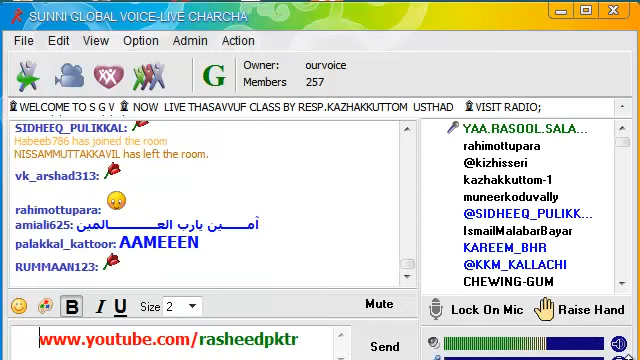 SUNNI GLOBAL VOICE-LIVE CHARCHA
File Edit View Option Admin Action
G
Owner: ourvoice
Members 257
WELCOME TO S G V NOW LIVE THASAVVUF CLASS BY RESP.KAZHAKKUTTOM USTHAD VISIT RADIO;
SIDHEEQ_PULIKKAL:
Habeeb786 has joined the room
NISSAMMUTTAKKAVIL has left the room.
vk_arshad313:
rahimottupara:
amiali625: آمـــين يارب العـــــــــالمين
palakkal_kattoor: AAMEEEN
RUMMAAN123:
YAA.RASOOL.SALA...
rahimottupara
@kizhisseri
kazhakkuttom-1
muneerkoduvally
@SIDHEEQ_PULIKK...
IsmailMalabarBayar
KAREEM_BHR
@KKM_KALLACHI
CHEWING-GUM
B I U Size 2 Mute
Lock On Mic Raise Hand
www.youtube.com/rasheedpktr
Send